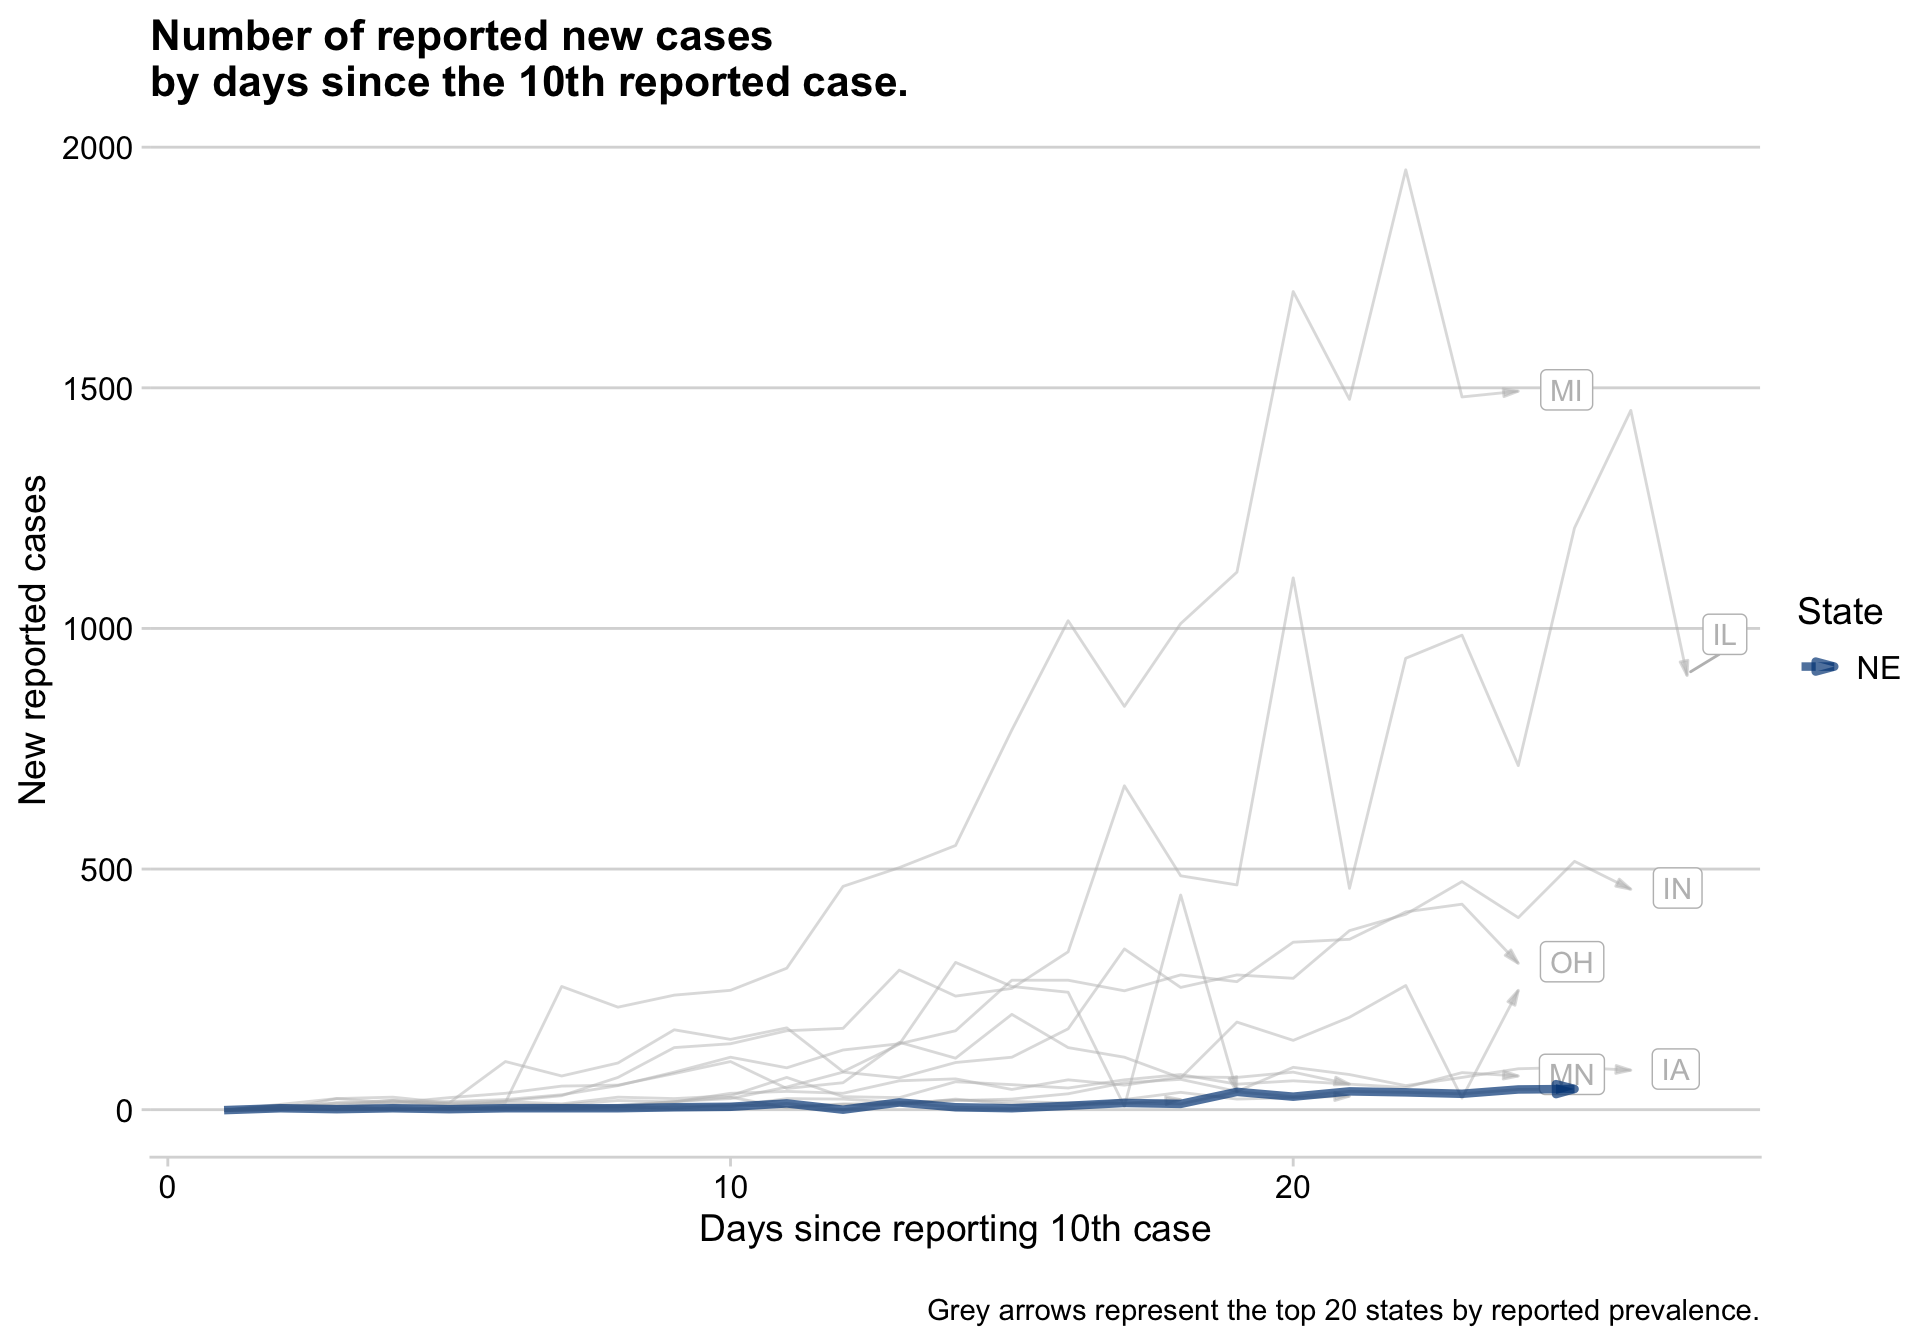 Number of reported new cases
by days since the 10th reported case.
2000
1500
1000
500
0
New reported cases
MI
IL
IN
OH
MN
IA
State
NE
0
10
20
Days since reporting 10th case
Grey arrows represent the top 20 states by reported prevalence.